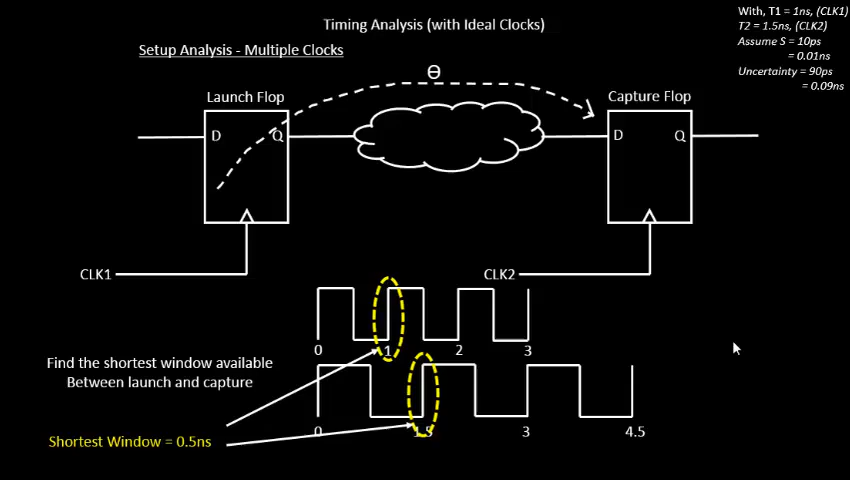 Timing Analysis (with Ideal Clocks)
With, T1 = 1ns, (CLK1)
T2 = 1.5ns, (CLK2)
Assume S = 10ps
= 0.01ns
Uncertainty = 90ps
= 0.09ns
Setup Analysis - Multiple Clocks
Θ
Launch Flop
Capture Flop
D Q
D Q
CLK1
CLK2
0 1 2 3
Find the shortest window available
Between launch and capture
Shortest Window = 0.5ns
0 1.5 3 4.5